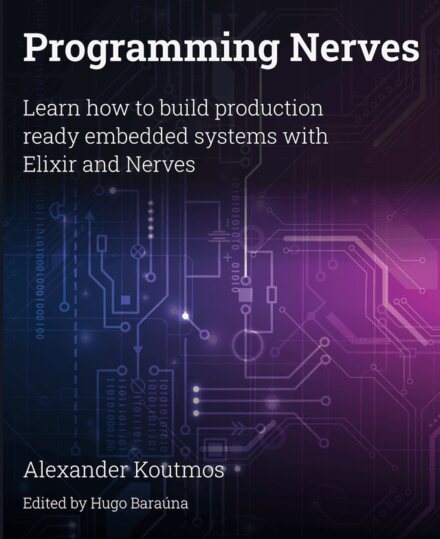 Programming Nerves
Learn how to build production
ready embedded systems with
Elixir and Nerves
Alexander Koutmos
Edited by Hugo Baraúna